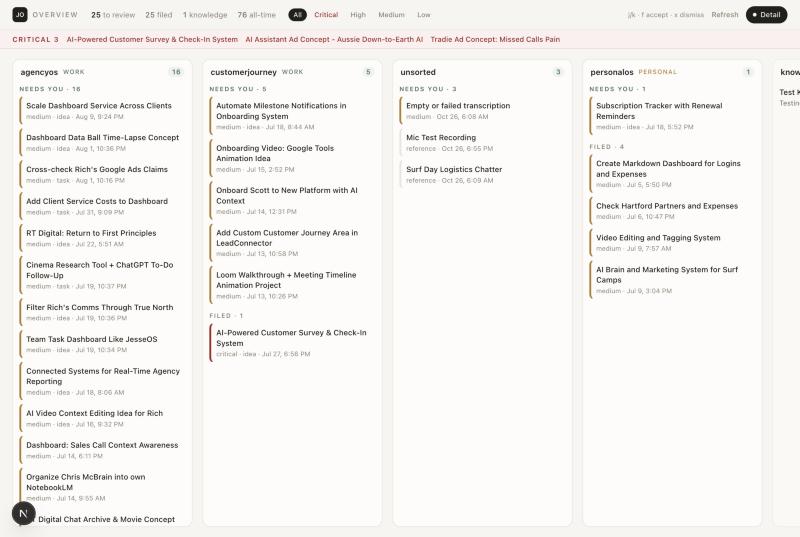 JO OVERVIEW 25 to review 25 filed 1 knowledge 76 all-time All Critical High Medium Low j/k · f accept · x dismiss Refresh Detail
CRITICAL 3 AI-Powered Customer Survey & Check-In System AI Assistant Ad Concept - Aussie Down-to-Earth AI Tradie Ad Concept: Missed Calls Pain
agencyos WORK 16
NEEDS YOU · 16
Scale Dashboard Service Across Clients
medium · idea · Aug 9, 9:24 PM
Dashboard Data Ball Time-Lapse Concept
medium · idea · Aug 1, 10:36 PM
Cross-check Rich's Google Ads Claims
medium · task · Aug 1, 10:16 PM
Add Client Service Costs to Dashboard
medium · task · Jul 31, 9:09 PM
RT Digital: Return to First Principles
medium · idea · Jul 22, 5:51 AM
Cinema Research Tool + ChatGPT To-Do
Follow-Up
medium · task · Jul 19, 10:37 PM
Filter Rich's Comms Through True North
medium · idea · Jul 19, 10:36 PM
Team Task Dashboard Like JesseOS
medium · idea · Jul 19, 10:34 PM
Connected Systems for Real-Time Agency
Reporting
medium · idea · Jul 18, 8:06 AM
AI Video Context Editing Idea for Rich
medium · idea · Jul 16, 9:32 PM
Dashboard: Sales Call Context Awareness
medium · idea · Jul 14, 6:11 PM
Organize Chris McBrain into own
NotebookLM
medium · idea · Jul 14, 9:55 AM
Digital Chat Archive & Movie Concept
N
customerjourney WORK 5
NEEDS YOU · 5
Automate Milestone Notifications in
Onboarding System
medium · idea · Jul 18, 8:44 AM
Onboarding Video: Google Tools
Animation Idea
medium · idea · Jul 15, 2:52 PM
Onboard Scott to New Platform with AI
Context
medium · idea · Jul 14, 12:31 PM
Add Custom Customer Journey Area in
LeadConnector
medium · idea · Jul 13, 10:58 PM
Loom Walkthrough + Meeting Timeline
Animation Project
medium · idea · Jul 13, 10:26 PM
FILED · 1
AI-Powered Customer Survey & Check-In
System
critical · idea · Jul 27, 6:56 PM
unsorted 3
NEEDS YOU · 3
Empty or failed transcription
medium · Oct 26, 6:08 AM
Mic Test Recording
reference · Oct 26, 6:55 PM
Surf Day Logistics Chatter
reference · Oct 26, 6:09 AM
personalos PERSONAL 1
NEEDS YOU · 1
Subscription Tracker with Renewal
Reminders
medium · idea · Jul 18, 5:52 PM
FILED · 4
Create Markdown Dashboard for Logins
and Expenses
medium · Jul 5, 5:50 PM
Check Hartford Partners and Expenses
medium · Jul 6, 10:47 PM
Video Editing and Tagging System
medium · Jul 9, 7:57 AM
AI Brain and Marketing System for Surf
Camps
medium · Jul 9, 3:04 PM
know
Test K
Testin